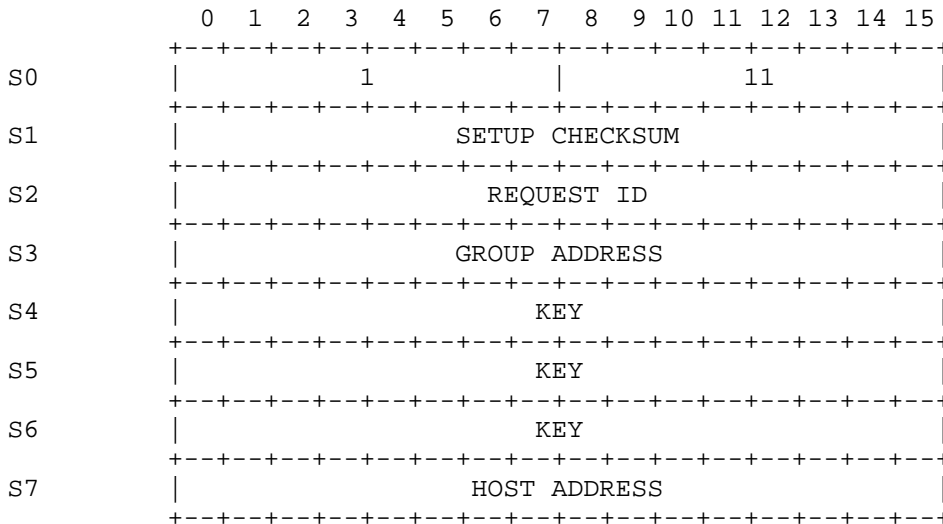 0 1 2 3 4 5 6 7 8 9 10 11 12 13 14 15
+--+--+--+--+--+--+--+--+--+--+--+--+--+--+--+--+
S0 | 1 | 11 |
+--+--+--+--+--+--+--+--+--+--+--+--+--+--+--+--+
S1 | SETUP CHECKSUM |
+--+--+--+--+--+--+--+--+--+--+--+--+--+--+--+--+
S2 | REQUEST ID |
+--+--+--+--+--+--+--+--+--+--+--+--+--+--+--+--+
S3 | GROUP ADDRESS |
+--+--+--+--+--+--+--+--+--+--+--+--+--+--+--+--+
S4 | KEY |
+--+--+--+--+--+--+--+--+--+--+--+--+--+--+--+--+
S5 | KEY |
+--+--+--+--+--+--+--+--+--+--+--+--+--+--+--+--+
S6 | KEY |
+--+--+--+--+--+--+--+--+--+--+--+--+--+--+--+--+
S7 | HOST ADDRESS |
+--+--+--+--+--+--+--+--+--+--+--+--+--+--+--+--+